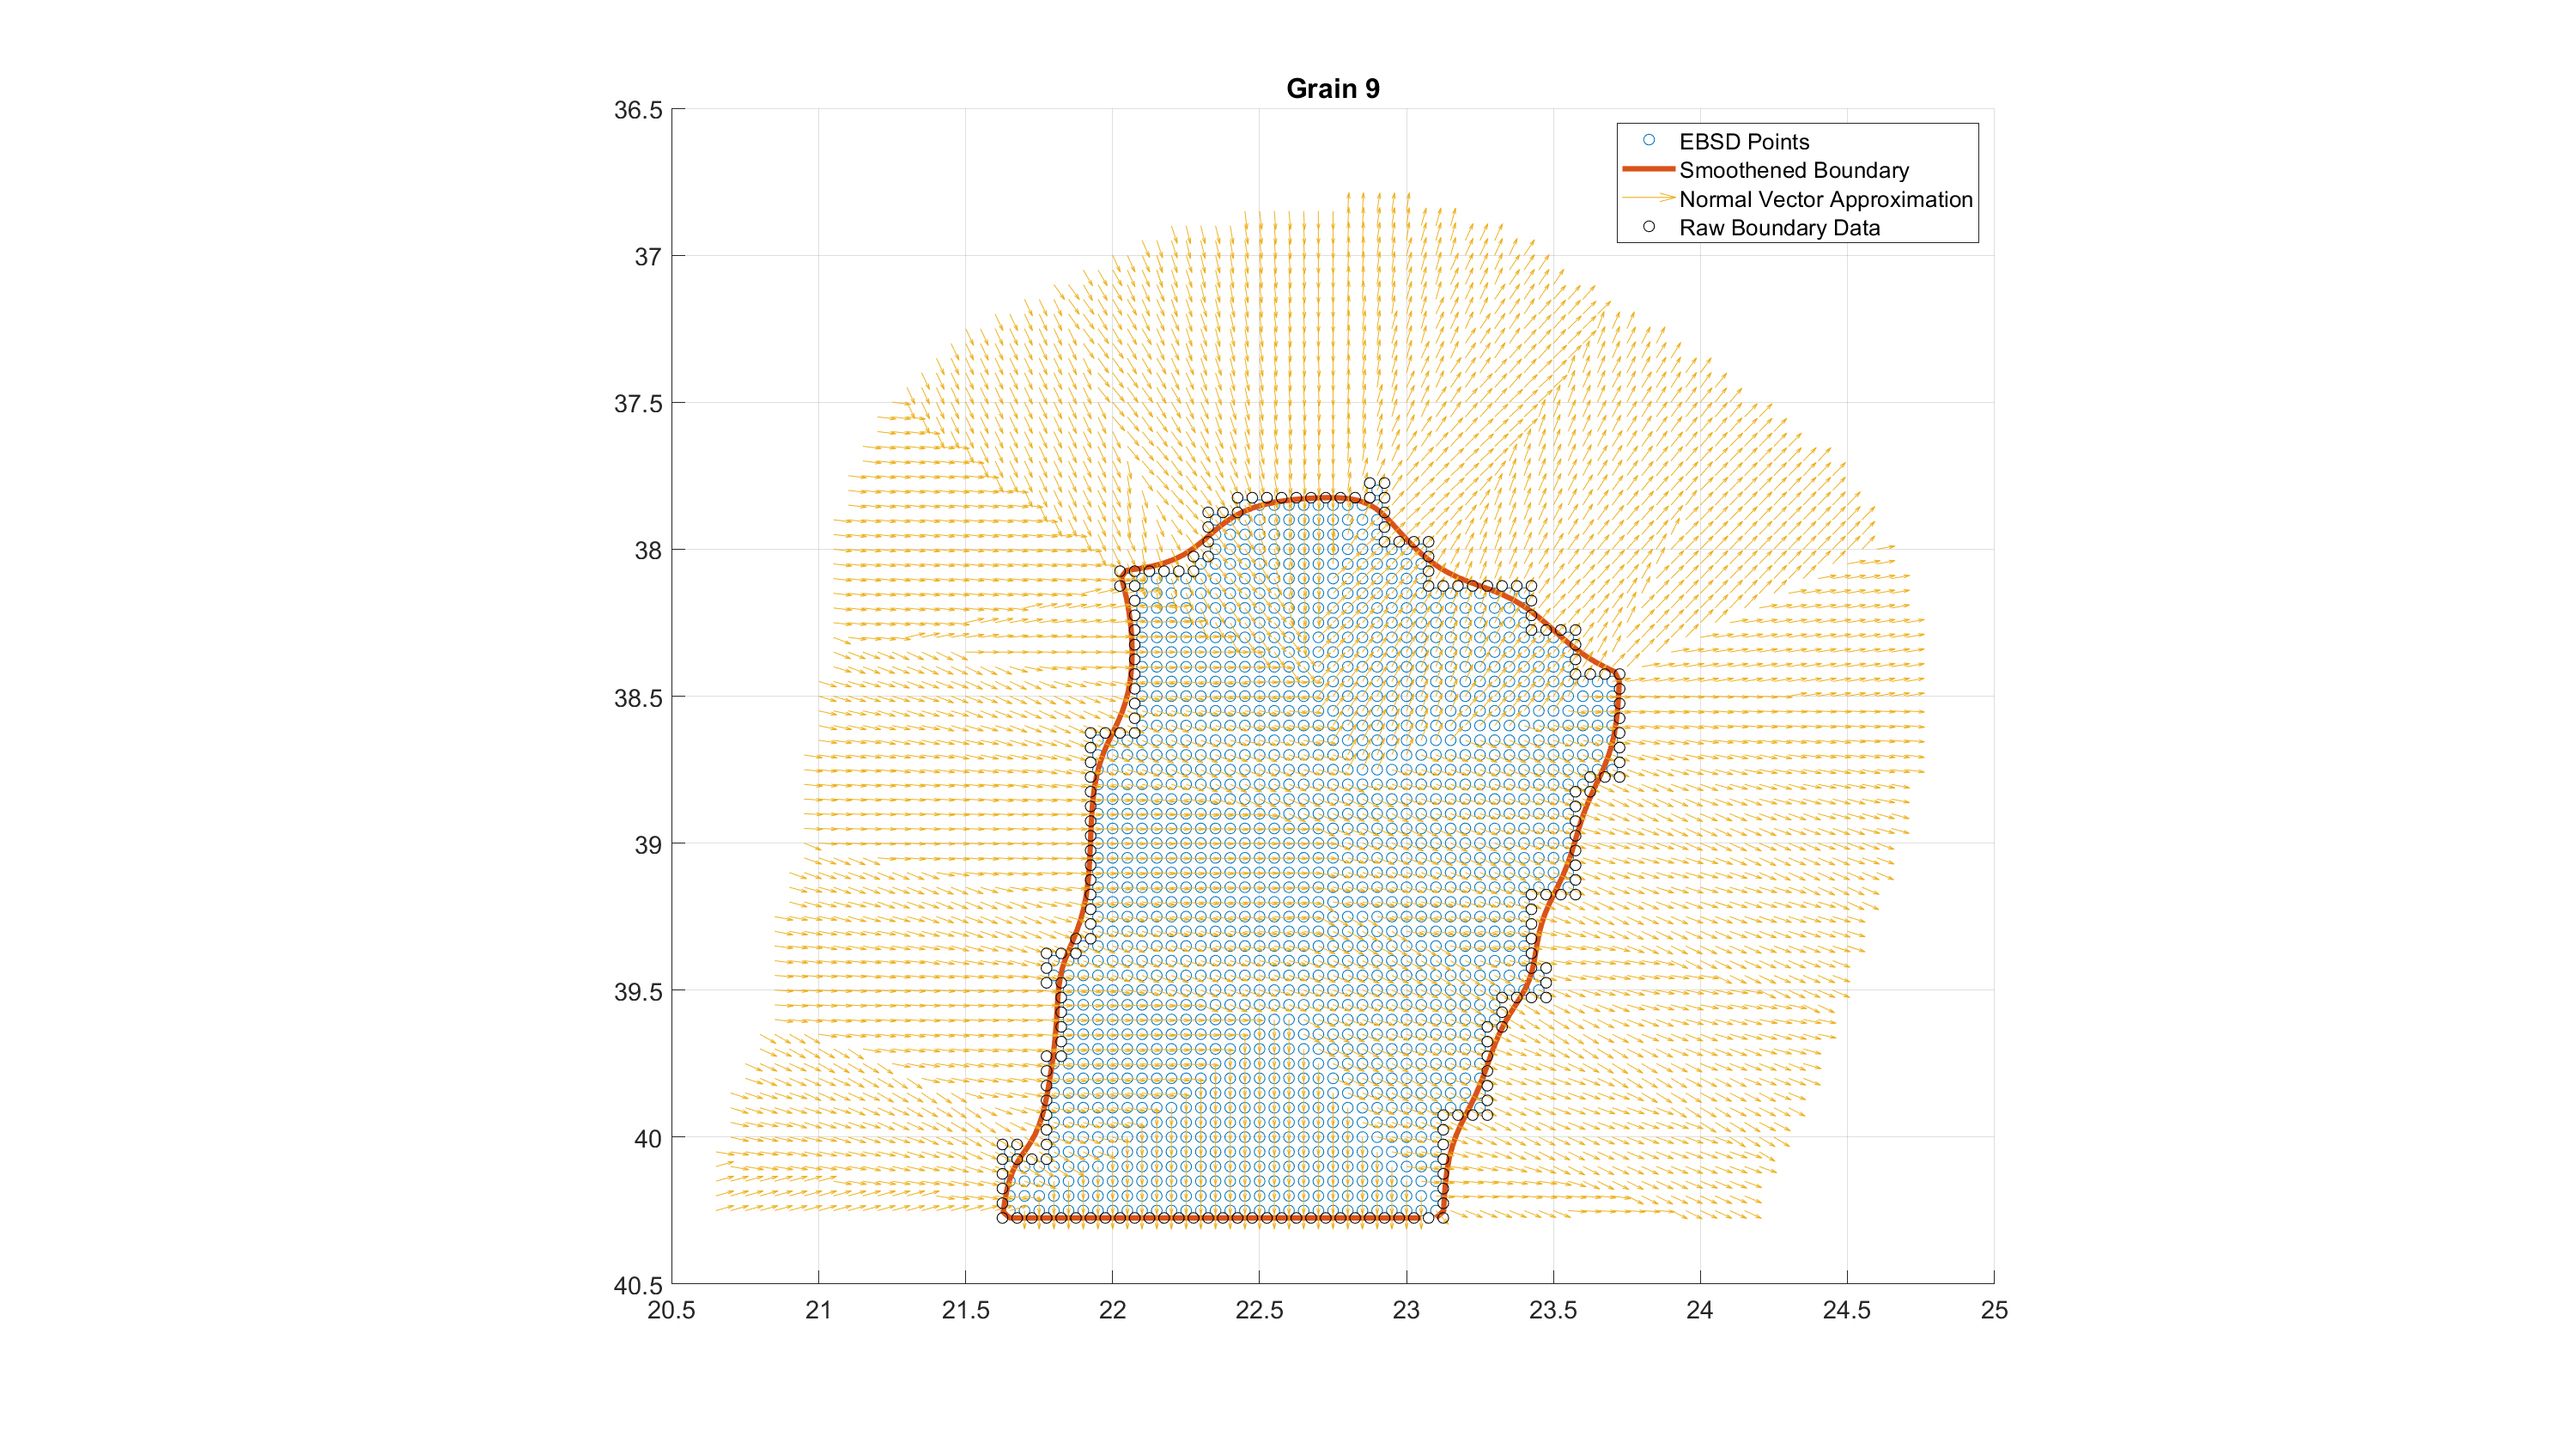 Grain 9
EBSD Points
Smoothened Boundary
Normal Vector Approximation
Raw Boundary Data
36.5
37
37.5
38
38.5
39
39.5
40
40.5
20.5 21 21.5 22 22.5 23 23.5 24 24.5 25